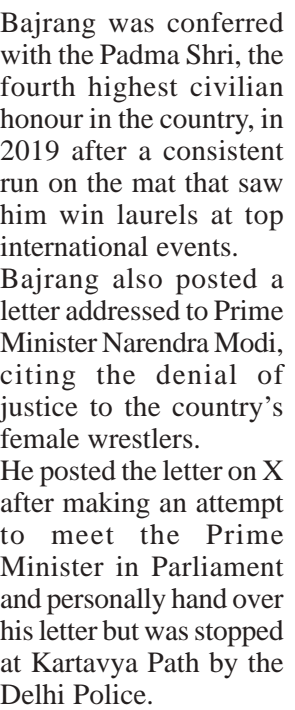 Bajrang was conferred
with the Padma Shri, the
fourth highest civilian
honour in the country, in
2019 after a consistent
run on the mat that saw
him win laurels at top
international events.
Bajrang also posted a
letter addressed to Prime
Minister Narendra Modi,
citing the denial of
justice to the country’s
female wrestlers.
He posted the letter on X
after making an attempt
to meet the Prime
Minister in Parliament
and personally hand over
his letter but was stopped
at Kartavya Path by the
Delhi Police.